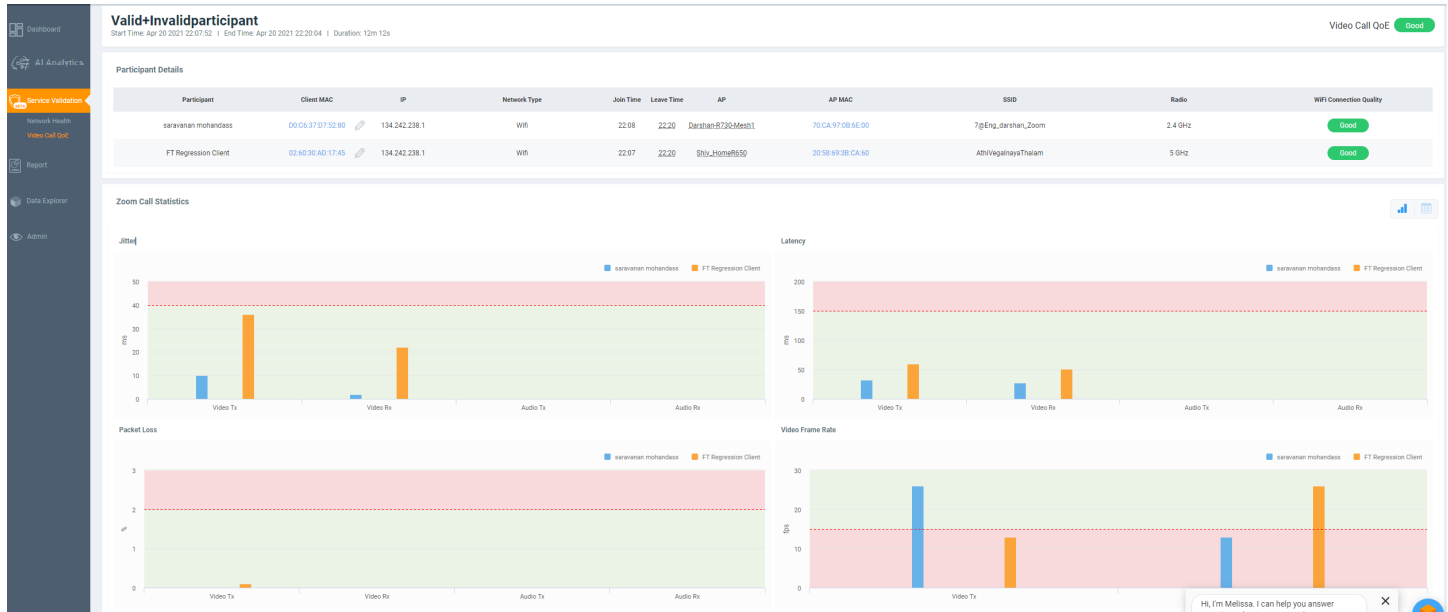 Dashboard
AI Analytics
Service Validation
Network Health
Video Call QoE
Report
Data Explorer
Admin
Valid+Invalidparticipant
Start Time: Apr 20 2021 22:07:52 | End Time: Apr 20 2021 22:20:04 | Duration: 12m 12s
Video Call QoE Good
Participant Details
Participant Client MAC IP Network Type Join Time Leave Time AP AP MAC SSID Radio WiFi Connection Quality
saravanan mohandass D0:C6:37:07:52:80 134.242.238.1 Wifi 22:08 22:20 Darshan-R730-Mesh1 70:CA:97:0B:6E:00 7@Eng_darshan_Zoom 2.4 GHz Good
FT Regression Client 02:60:30:AD:17:45 134.242.238.1 Wifi 22:07 22:20 Shiv_HomeR650 20:58:69:3B:CA:60 AthiVegalnayaThalam 5 GHz Good
Zoom Call Statistics
Jitter
saravanan mohandass FT Regression Client
50
40
30
20
10
0
ms
Video Tx Video Rx Audio Tx Audio Rx
Latency
saravanan mohandass FT Regression Client
200
150
100
50
0
ms
Video Tx Video Rx Audio Tx Audio Rx
Packet Loss
saravanan mohandass FT Regression Client
3
2
1
0
%
Video Tx Video Rx Audio Tx Audio Rx
Video Frame Rate
saravanan mohandass FT Regression Client
30
20
10
0
fps
Video Tx
Hi, I'm Melissa. I can help you answer